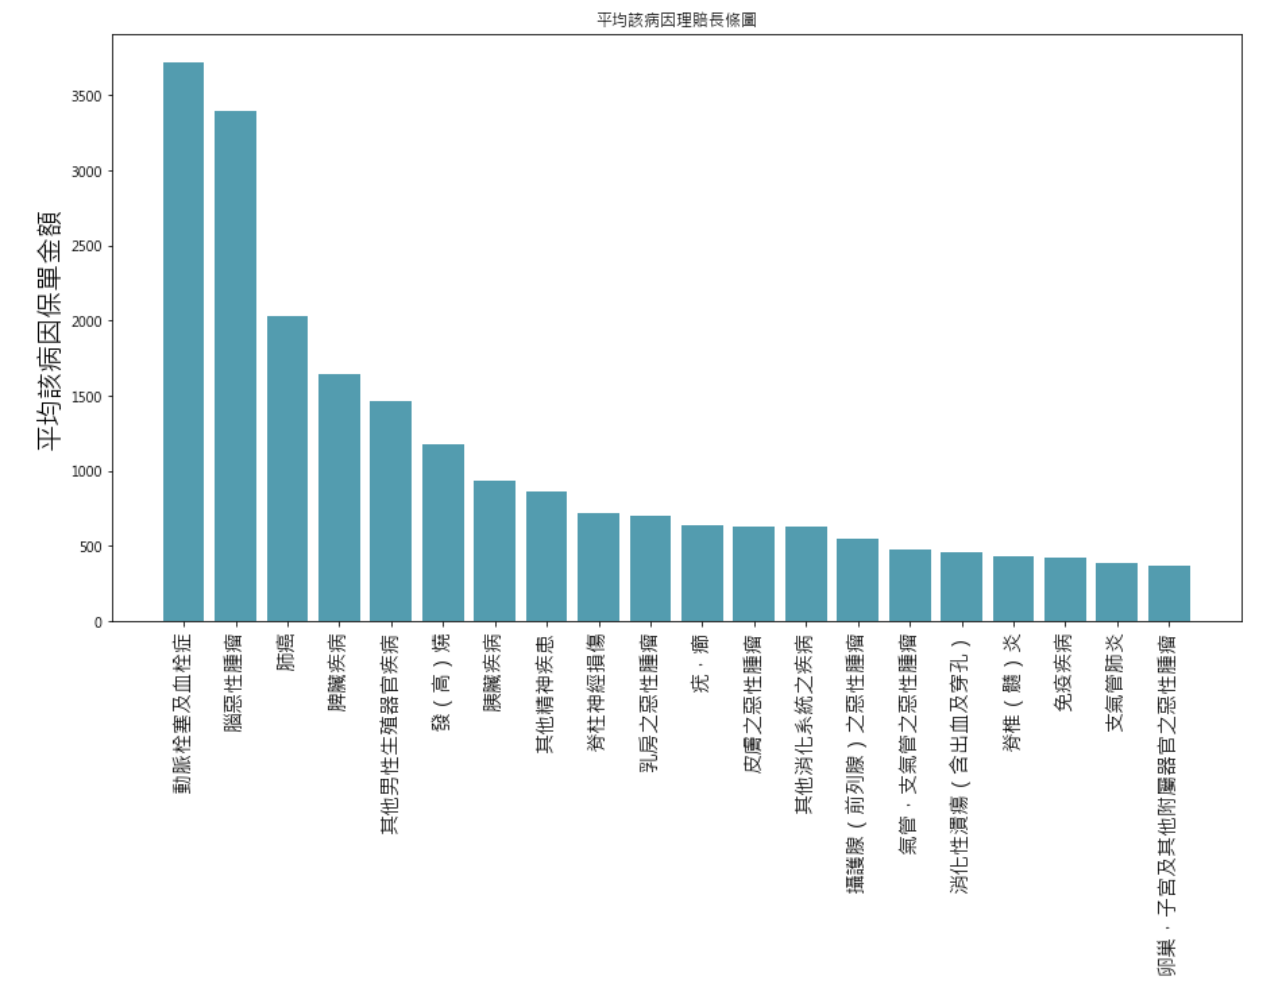 平均該病因理賠長條圖
平均該病因保單金額
3500
3000
2500
2000
1500
1000
500
0
動脈栓塞及血栓症
腦惡性腫瘤
肺癌
脾臟疾病
其他男性生殖器官疾病
發（高）燒
胰臟疾病
其他精神疾患
脊柱神經損傷
乳房之惡性腫瘤
疣．癤
皮膚之惡性腫瘤
其他消化系統之疾病
攝護腺（前列腺）之惡性腫瘤
氣管．支氣管之惡性腫瘤
消化性潰瘍（含出血及穿孔）
脊椎（髓）炎
免疫疾病
支氣管肺炎
卵巢．子宮及其他附屬器官之惡性腫瘤